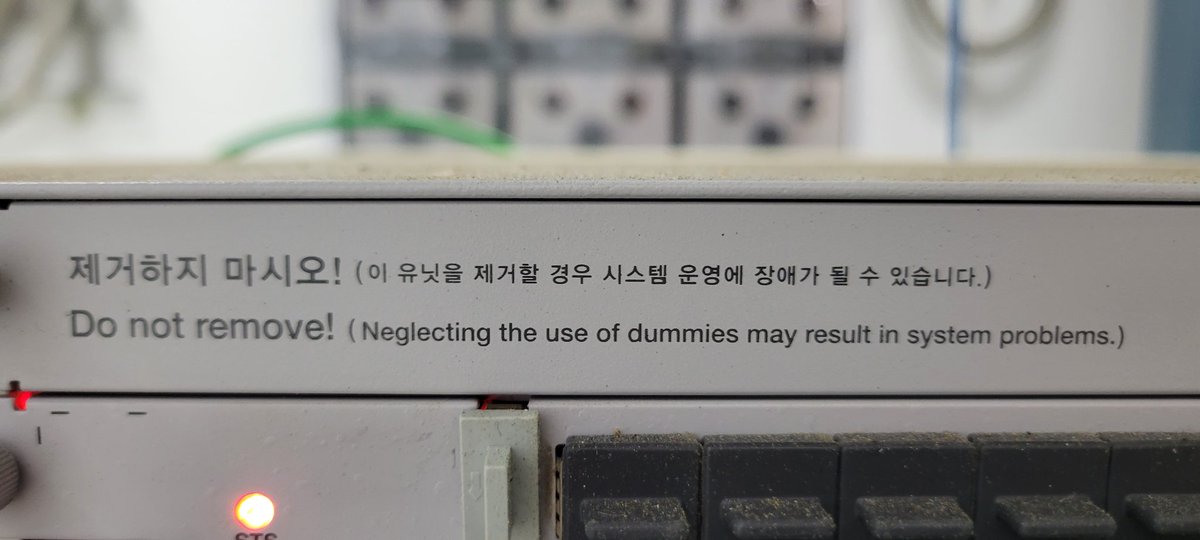 제거하지 마시오! (이 유닛을 제거할 경우 시스템 운영에 장애가 될 수 있습니다.)
Do not remove! (Neglecting the use of dummies may result in system problems.)
STS